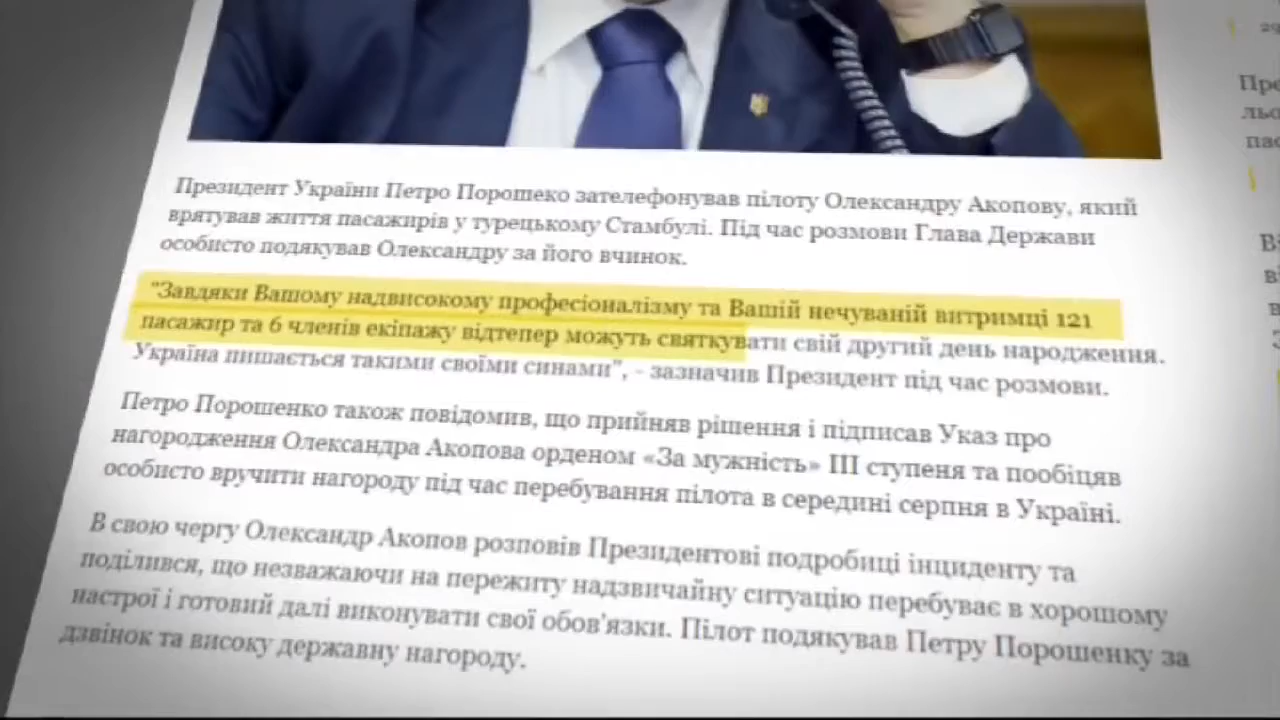 Президент України Петро Порошеко зателефонував пілоту Олександру Акопову, який
врятував життя пасажирів у турецькому Стамбулі. Під час розмови Глава Держави
особисто подякував Олександру за його вчинок.
"Завдяки Вашому надвисокому професіоналізму та Вашій нечуваній витримці 121
пасажир та 6 членів екіпажу відтепер можуть святкувати свій другий день народження.
Україна пишається такими своїми синами", - зазначив Президент під час розмови.
Петро Порошенко також повідомив, що прийняв рішення і підписав Указ про
нагородження Олександра Акопова орденом «За мужність» III ступеня та пообіцяв
особисто вручити нагороду під час перебування пілота в середині серпня в Україні.
В свою чергу Олександр Акопов розповів Президентові подробиці інциденту та
поділився, що незважаючи на пережиту надзвичайну ситуацію перебуває в хорошому
настрої і готовий далі виконувати свої обов'язки. Пілот подякував Петру Порошенку за
дзвінок та високу державну нагороду.